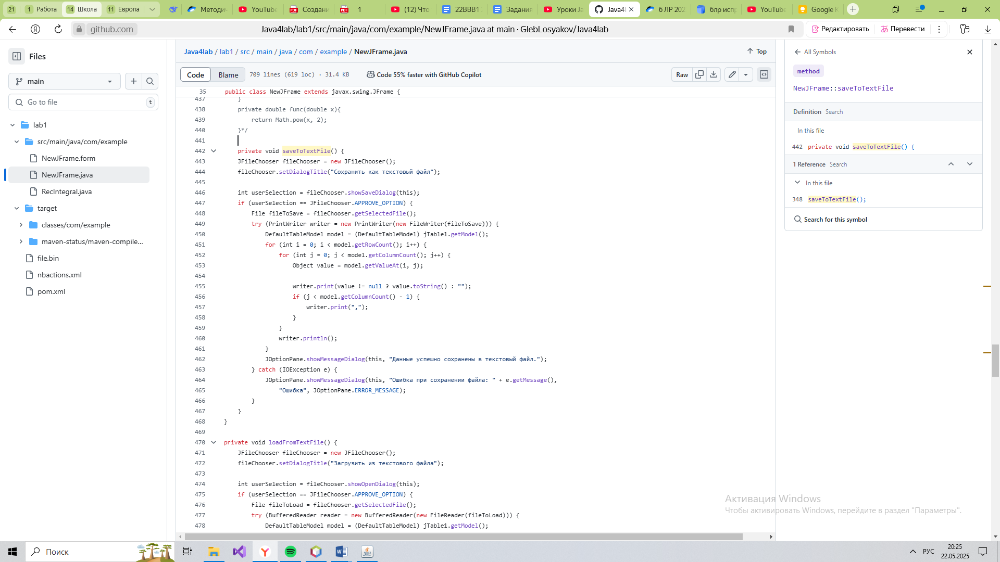 21
1 Работа
14 Школа
11 Европа
Методич
YouTube
Создани
1
(12) Что
22ВВВ1
Задания
Уроки Ja
Java4l
6 ЛР 202
блр исп
YouTube
Google K
github.com
Java4lab/lab1/src/main/java/com/example/NewJFrame.java at main · GlebLosyakov/Java4lab
Редактировать
Перевести
Files
main
Go to file
t
lab1
src/main/java/com/example
NewJFrame.form
NewJFrame.java
RecIntegral.java
target
classes/com/example
maven-status/maven-compile...
file.bin
nbactions.xml
pom.xml
Java4lab / lab1 / src / main / java / com / example / NewJFrame.java
Top
Code
Blame
709 lines (619 loc) · 31.4 KB
Code 55% faster with GitHub Copilot
Raw
35 public class NewJFrame extends javax.swing.JFrame {
437 }
438 private double func(double x){
439 return Math.pow(x, 2);
440 }*/
441
442 private void saveToTextFile() {
443 JFileChooser fileChooser = new JFileChooser();
444 fileChooser.setDialogTitle("Сохранить как текстовый файл");
445
446 int userSelection = fileChooser.showSaveDialog(this);
447 if (userSelection == JFileChooser.APPROVE_OPTION) {
448 File fileToSave = fileChooser.getSelectedFile();
449 try (PrintWriter writer = new PrintWriter(new FileWriter(fileToSave))) {
450 DefaultTableModel model = (DefaultTableModel) jTable1.getModel();
451 for (int i = 0; i < model.getRowCount(); i++) {
452 for (int j = 0; j < model.getColumnCount(); j++) {
453 Object value = model.getValueAt(i, j);
454
455 writer.print(value != null ? value.toString() : "");
456 if (j < model.getColumnCount() - 1) {
457 writer.print(",");
458 }
459 }
460 writer.println();
461 }
462 JOptionPane.showMessageDialog(this, "Данные успешно сохранены в текстовый файл.");
463 } catch (IOException e) {
464 JOptionPane.showMessageDialog(this, "Ошибка при сохранении файла: " + e.getMessage(),
465 "Ошибка", JOptionPane.ERROR_MESSAGE);
466 }
467 }
468 }
469
470 private void loadFromTextFile() {
471 JFileChooser fileChooser = new JFileChooser();
472 fileChooser.setDialogTitle("Загрузить из текстового файла");
473
474 int userSelection = fileChooser.showOpenDialog(this);
475 if (userSelection == JFileChooser.APPROVE_OPTION) {
476 File fileToLoad = fileChooser.getSelectedFile();
477 try (BufferedReader reader = new BufferedReader(new FileReader(fileToLoad))) {
478 DefaultTableModel model = (DefaultTableModel) jTable1.getModel();
All Symbols
method
NewJFrame::saveToTextFile
Definition Search
In this file
442 private void saveToTextFile() {
1 Reference Search
In this file
348 saveToTextFile();
Search for this symbol
Активация Windows
Чтобы активировать Windows, перейдите в раздел "Параметры".
Поиск
РУС
20:25
22.05.2025